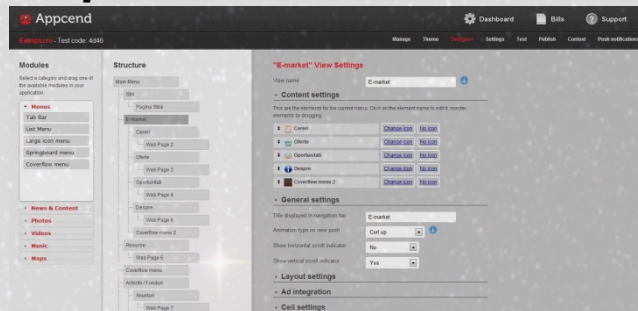 Appcend
Dashboard
Bills
Support
Test code: 4d46
Manage
Theme
Designer
Settings
Test
Publish
Content
Push notifications
Modules
Select a category and drag one of
the available modules in your
application.
Menus
Tab Bar
List Menu
Large icon menu
Springboard menu
Coverflow menu
News & Content
Photos
Videos
Music
Maps
Structure
Main Menu
Stiri
Pagina Stire
E-market
Cereri
Web Page 2
Oferte
Web Page 3
Oportunitati
Web Page 4
Despre
Web Page 5
Coverflow menu 2
Resurse
Web Page 6
Coverflow menu
Achizitii / Fonduri
Anunturi
Web Page 7
"E-market" View Settings
View name
E-market
Content settings
This are the elements for the current menu. Click on the element name to edit it, reorder
elements by dragging.
Cereri Change icon No icon
Oferte Change icon No icon
Oportunitati Change icon No icon
Despre Change icon No icon
Coverflow menu 2 Change icon No icon
General settings
Title displayed in navigation bar
E-market
Animation type on new push
Curl up
Show horizontal scroll indicator
No
Show vertical scroll indicator
Yes
Layout settings
Ad integration
Cell settings